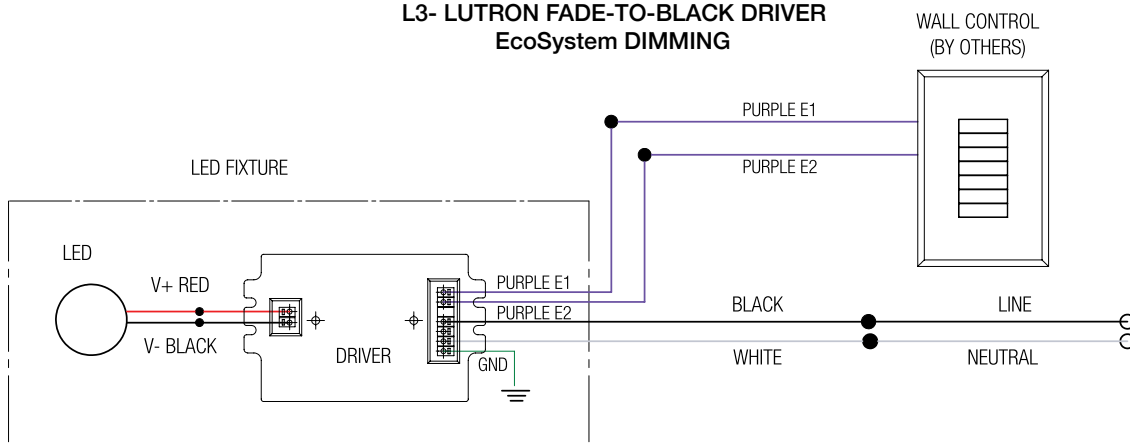 L3- LUTRON FADE-TO-BLACK DRIVER
EcoSystem DIMMING
WALL CONTROL
(BY OTHERS)
PURPLE E1
PURPLE E2
LED FIXTURE
LED
V+ RED
V- BLACK
DRIVER
PURPLE E1
PURPLE E2
GND
BLACK
LINE
WHITE
NEUTRAL